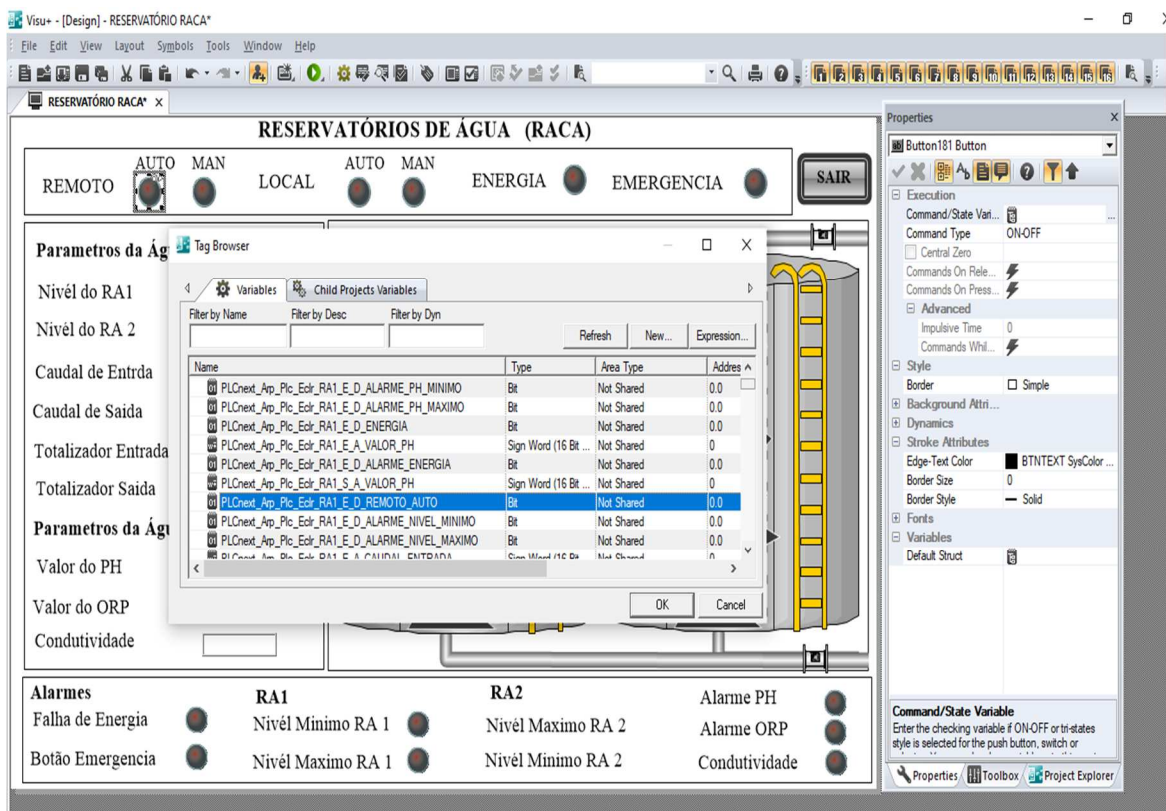 Visu+ - [Design] - RESERVATÓRIO RACA*
File Edit View Layout Symbols Tools Window Help
RESERVATÓRIO RACA* X
RESERVATÓRIOS DE ÁGUA (RACA)
AUTO MAN AUTO MAN
REMOTO LOCAL ENERGIA EMERGENCIA SAIR
Parametros da Ág
Nivél do RA1
Nivél do RA 2
Caudal de Entrda
Caudal de Saida
Totalizador Entrada
Totalizador Saida
Parametros da Águ
Valor do PH
Valor do ORP
Condutividade
Tag Browser
Variables Child Projects Variables
Filter by Name Filter by Desc Filter by Dyn
Refresh New... Expression...
Name Type Area Type Addres
PLCnext_Arp_Plc_Eclr_RA1_E_D_ALARME_PH_MINIMO Bit Not Shared 0.0
PLCnext_Arp_Plc_Eclr_RA1_E_D_ALARME_PH_MAXIMO Bit Not Shared 0.0
PLCnext_Arp_Plc_Eclr_RA1_E_D_ENERGIA Bit Not Shared 0.0
PLCnext_Arp_Plc_Eclr_RA1_E_A_VALOR_PH Sign Word (16 Bit ... Not Shared 0
PLCnext_Arp_Plc_Eclr_RA1_E_D_ALARME_ENERGIA Bit Not Shared 0.0
PLCnext_Arp_Plc_Eclr_RA1_S_A_VALOR_PH Sign Word (16 Bit ... Not Shared 0
PLCnext_Arp_Plc_Eclr_RA1_E_D_REMOTO_AUTO Bit Not Shared 0.0
PLCnext_Arp_Plc_Eclr_RA1_E_D_ALARME_NIVEL_MINIMO Bit Not Shared 0.0
PLCnext_Arp_Plc_Eclr_RA1_E_D_ALARME_NIVEL_MAXIMO Bit Not Shared 0.0
PLCnext_Arp_Plc_Eclr_RA1_E_A_CAUDAL_ENTRADA Sign Word (16 Bit Not Shared 0
OK Cancel
Alarmes RA1 RA2
Falha de Energia Nivél Minimo RA 1 Nivél Maximo RA 2 Alarme PH
Alarme ORP
Botão Emergencia Nivél Maximo RA 1 Nivél Minimo RA 2 Condutividade
Properties X
Button181 Button
Execution
Command/State Vari... ...
Command Type ON-OFF
Central Zero
Commands On Rele...
Commands On Press...
Advanced
Impulsive Time 0
Commands Whil...
Style
Border Simple
Background Attri...
Dynamics
Stroke Attributes
Edge-Text Color BTNTEXT SysColor ...
Border Size 0
Border Style Solid
Fonts
Variables
Default Struct
Command/State Variable
Enter the checking variable if ON-OFF or tri-states
style is selected for the push button, switch or
Properties Toolbox Project Explorer